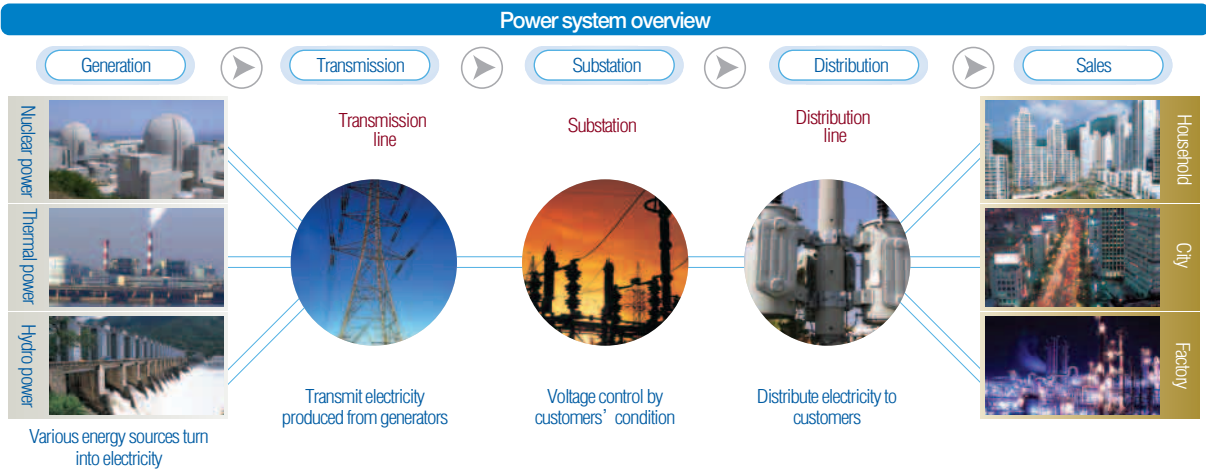 Power system overview
Generation
Transmission
Substation
Distribution
Sales
Nuclear power
Thermal power
Hydro power
Various energy sources turn
into electricity
Transmission
line
Transmit electricity
produced from generators
Substation
Voltage control by
customers' condition
Distribution
line
Distribute electricity to
customers
Household
City
Factory